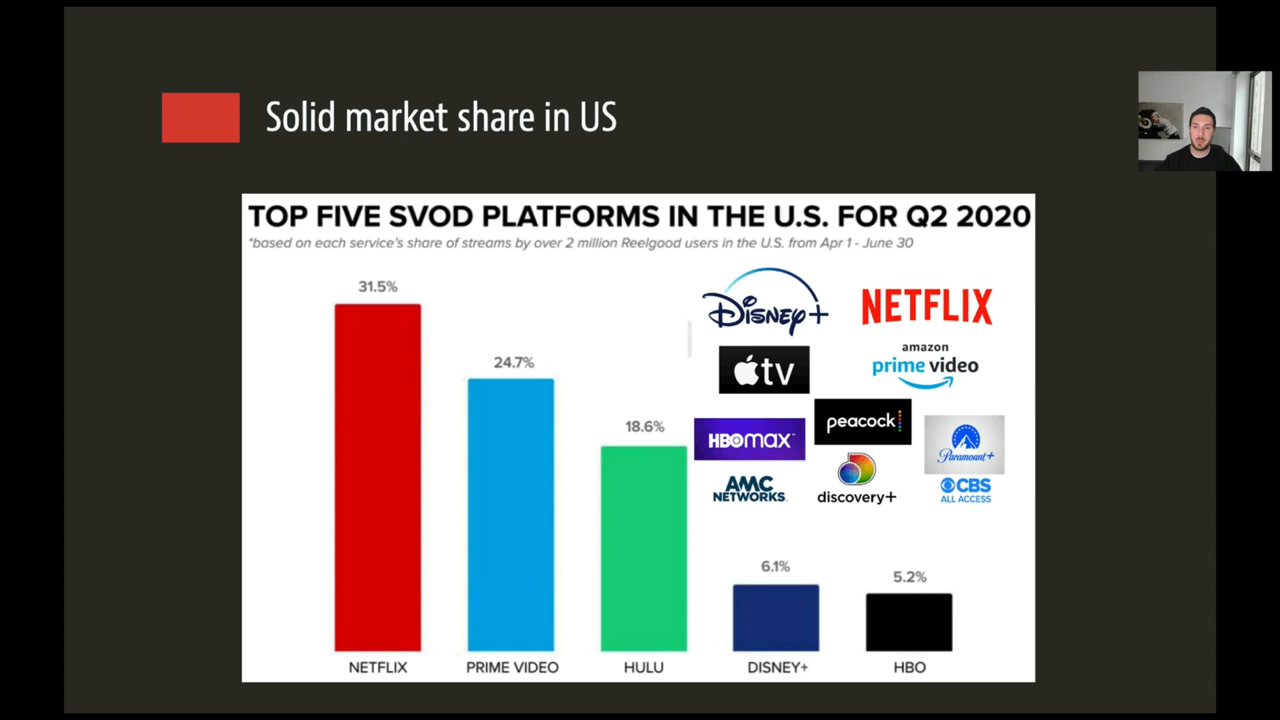 Solid market share in US
TOP FIVE SVOD PLATFORMS IN THE U.S. FOR Q2 2020
*based on each service's share of streams by over 2 million Reelgood users in the U.S. from Apr 1 - June 30
31.5%
24.7%
18.6%
6.1%
5.2%
Disney+
NETFLIX
tv
amazon
prime video
HBOmax
peacock
Paramount+
AMC
NETWORKS
discovery+
CBS
ALL ACCESS
NETFLIX
PRIME VIDEO
HULU
DISNEY+
HBO